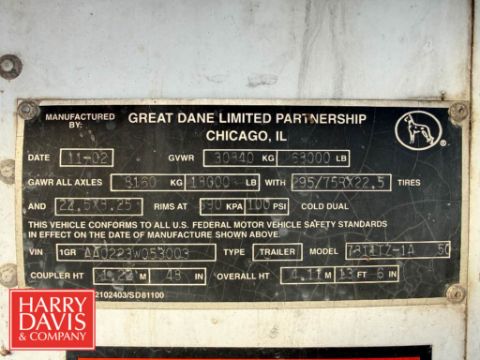 MANUFACTURED BY:
GREAT DANE LIMITED PARTNERSHIP
CHICAGO, IL
®
DATE 11-02 GVWR 30840 KG 68000 LB
GAWR ALL AXLES 8160 KG 18000 LB WITH 295/75RX22.5 TIRES
AND 22.5X8.25 RIMS AT 690 KPA 100 PSI COLD DUAL
THIS VEHICLE CONFORMS TO ALL U.S. FEDERAL MOTOR VEHICLE SAFETY STANDARDS
IN EFFECT ON THE DATE OF MANUFACTURE SHOWN ABOVE.
VIN 1GR AA0223W053003 TYPE TRAILER MODEL
COUPLER HT 1.22 M 48 IN OVERALL HT 4.11 M 13 FT 6 IN
2102403/SD81100
HARRY
DAVIS
& COMPANY